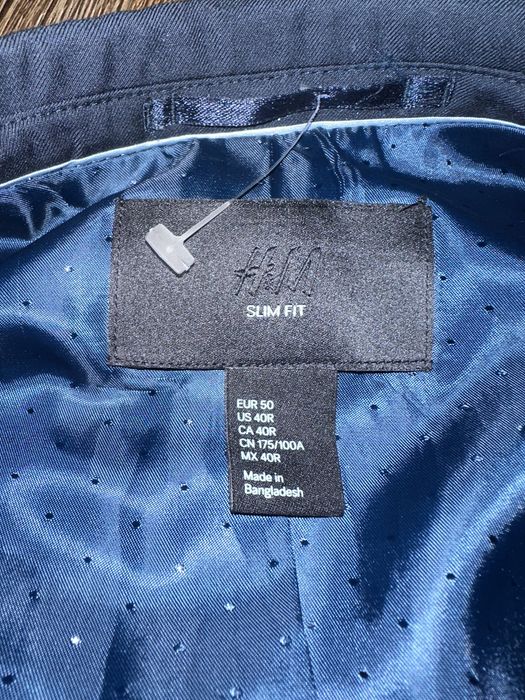 H&M
SLIM FIT
EUR 50
US 40R
CA 40R
CN 175/100A
MX 40R
Made in
Bangladesh